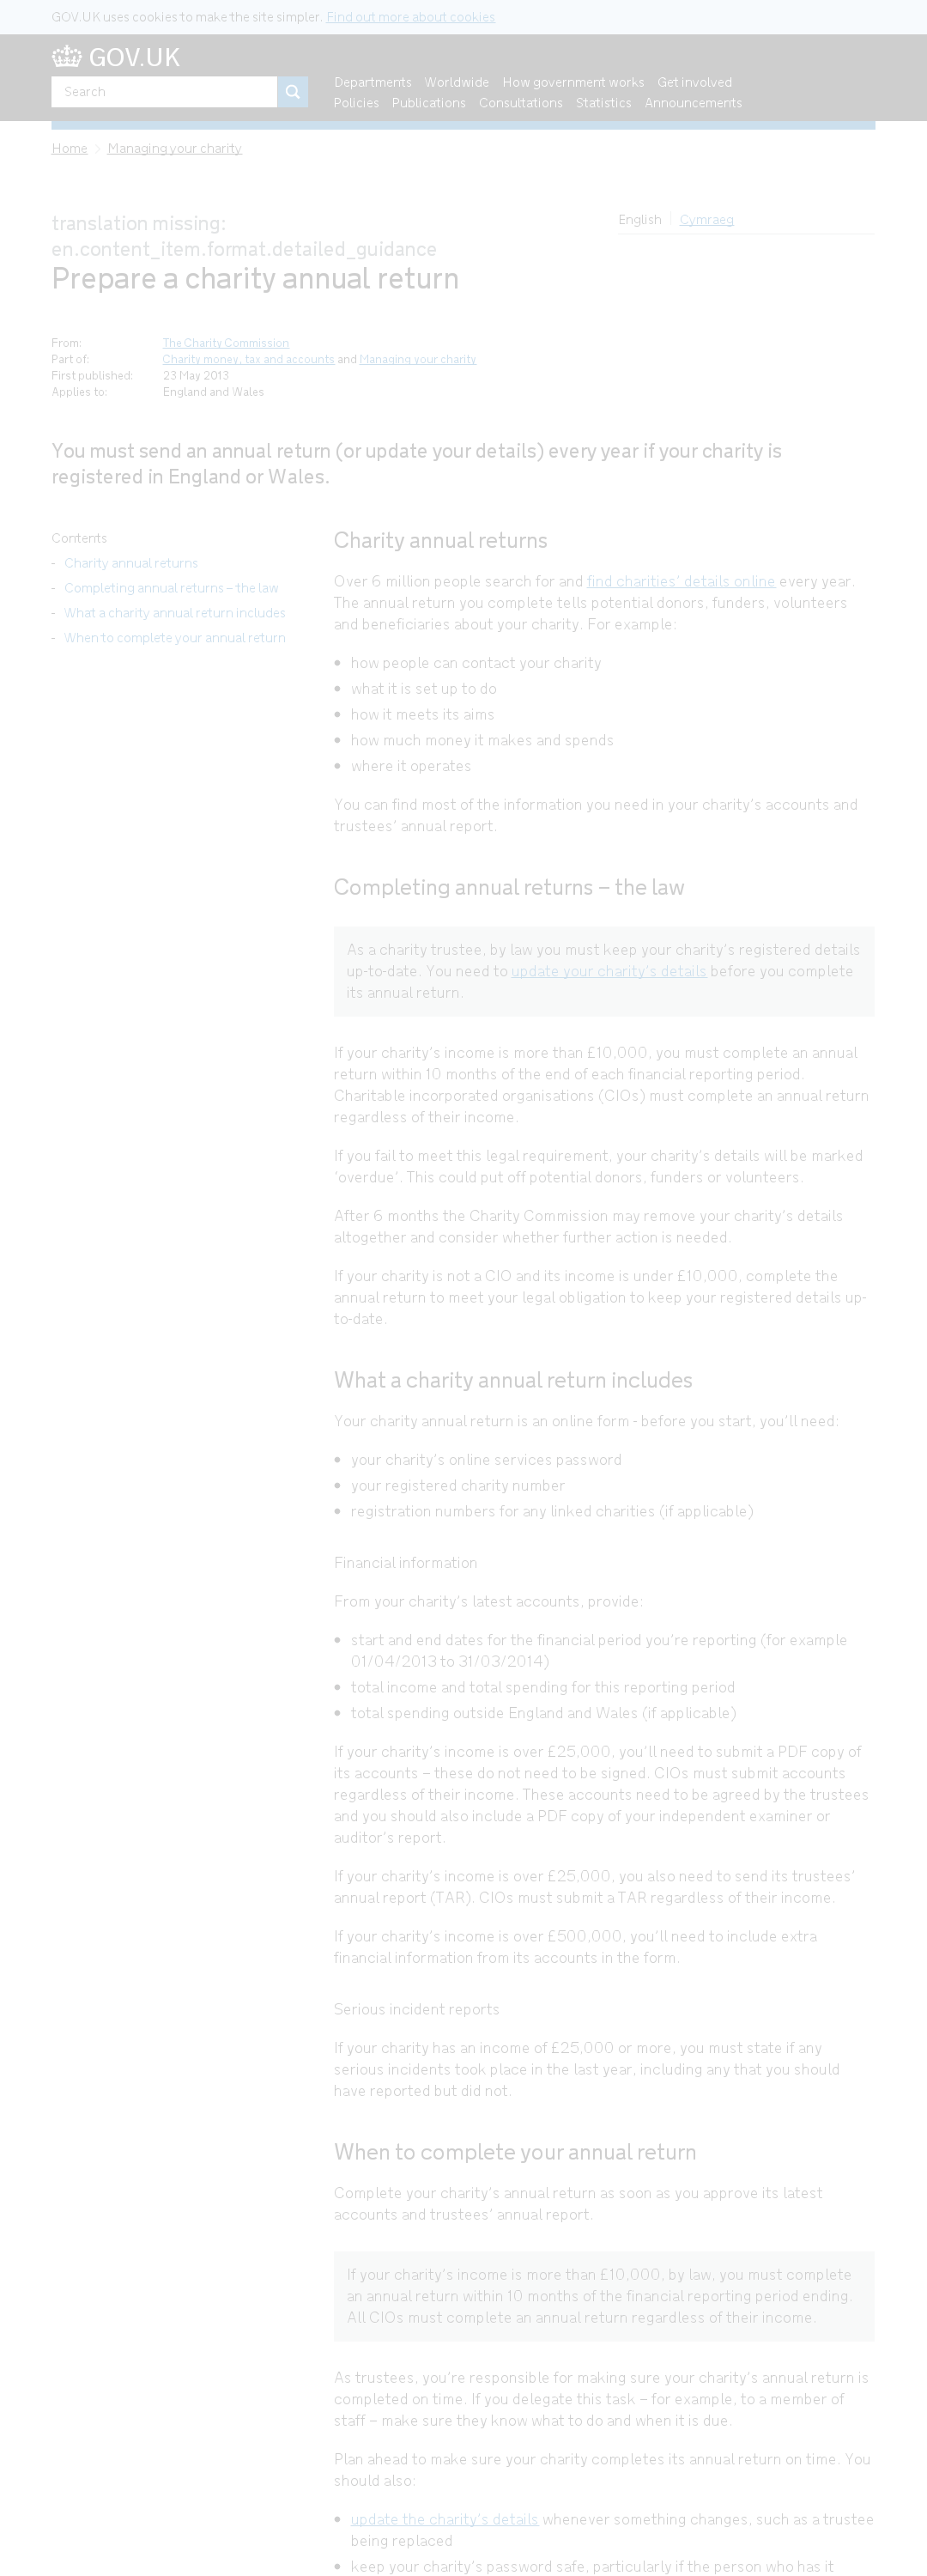 GOV.UK uses cookies to make the site simpler. Find out more about cookies
GOV.UK
Search
Departments Worldwide How government works Get involved
Policies Publications Consultations Statistics Announcements
Home Managing your charity
English Cymraeg
translation missing:
en.content_item.format.detailed_guidance
Prepare a charity annual return
From: The Charity Commission
Part of: Charity money, tax and accounts and Managing your charity
First published: 23 May 2013
Applies to: England and Wales
You must send an annual return (or update your details) every year if your charity is
registered in England or Wales.
Contents
- Charity annual returns
- Completing annual returns – the law
- What a charity annual return includes
- When to complete your annual return
Charity annual returns
Over 6 million people search for and find charities' details online every year.
The annual return you complete tells potential donors, funders, volunteers
and beneficiaries about your charity. For example:
• how people can contact your charity
• what it is set up to do
• how it meets its aims
• how much money it makes and spends
• where it operates
You can find most of the information you need in your charity's accounts and
trustees' annual report.
Completing annual returns – the law
As a charity trustee, by law you must keep your charity's registered details
up-to-date. You need to update your charity's details before you complete
its annual return.
If your charity's income is more than £10,000, you must complete an annual
return within 10 months of the end of each financial reporting period.
Charitable incorporated organisations (CIOs) must complete an annual return
regardless of their income.
If you fail to meet this legal requirement, your charity's details will be marked
'overdue'. This could put off potential donors, funders or volunteers.
After 6 months the Charity Commission may remove your charity's details
altogether and consider whether further action is needed.
If your charity is not a CIO and its income is under £10,000, complete the
annual return to meet your legal obligation to keep your registered details up-
to-date.
What a charity annual return includes
Your charity annual return is an online form - before you start, you'll need:
• your charity's online services password
• your registered charity number
• registration numbers for any linked charities (if applicable)
Financial information
From your charity's latest accounts, provide:
• start and end dates for the financial period you're reporting (for example
01/04/2013 to 31/03/2014)
• total income and total spending for this reporting period
• total spending outside England and Wales (if applicable)
If your charity's income is over £25,000, you'll need to submit a PDF copy of
its accounts – these do not need to be signed. CIOs must submit accounts
regardless of their income. These accounts need to be agreed by the trustees
and you should also include a PDF copy of your independent examiner or
auditor's report.
If your charity's income is over £25,000, you also need to send its trustees'
annual report (TAR). CIOs must submit a TAR regardless of their income.
If your charity's income is over £500,000, you'll need to include extra
financial information from its accounts in the form.
Serious incident reports
If your charity has an income of £25,000 or more, you must state if any
serious incidents took place in the last year, including any that you should
have reported but did not.
When to complete your annual return
Complete your charity's annual return as soon as you approve its latest
accounts and trustees' annual report.
If your charity's income is more than £10,000, by law, you must complete
an annual return within 10 months of the financial reporting period ending.
All CIOs must complete an annual return regardless of their income.
As trustees, you're responsible for making sure your charity's annual return is
completed on time. If you delegate this task – for example, to a member of
staff – make sure they know what to do and when it is due.
Plan ahead to make sure your charity completes its annual return on time. You
should also:
• update the charity's details whenever something changes, such as a trustee
being replaced
• keep your charity's password safe, particularly if the person who has it